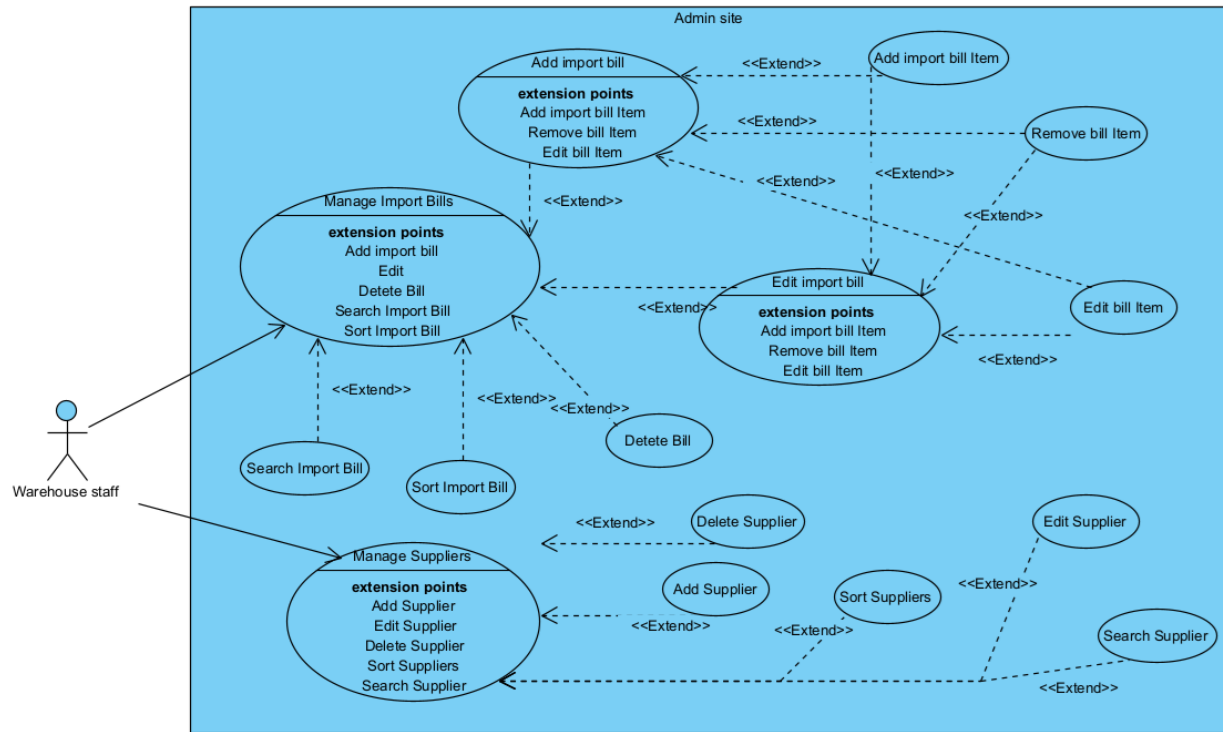 Admin site
Add import bill
extension points
Add import bill Item
Remove bill Item
Edit bill Item
<<Extend>>
Add import bill Item
<<Extend>>
Remove bill Item
<<Extend>>
<<Extend>>
<<Extend>>
<<Extend>>
Manage Import Bills
extension points
Add import bill
Edit
Detete Bill
Search Import Bill
Sort Import Bill
<<Extend>>
Edit import bill
extension points
Add import bill Item
Remove bill Item
Edit bill Item
Edit bill Item
<<Extend>>
<<Extend>>
<<Extend>>
<<Extend>>
Search Import Bill
Sort Import Bill
Detete Bill
Warehouse staff
Manage Suppliers
extension points
Add Supplier
Edit Supplier
Delete Supplier
Sort Suppliers
Search Supplier
<<Extend>>
Delete Supplier
<<Extend>>
Add Supplier
<<Extend>>
Sort Suppliers
<<Extend>>
Edit Supplier
<<Extend>>
Search Supplier